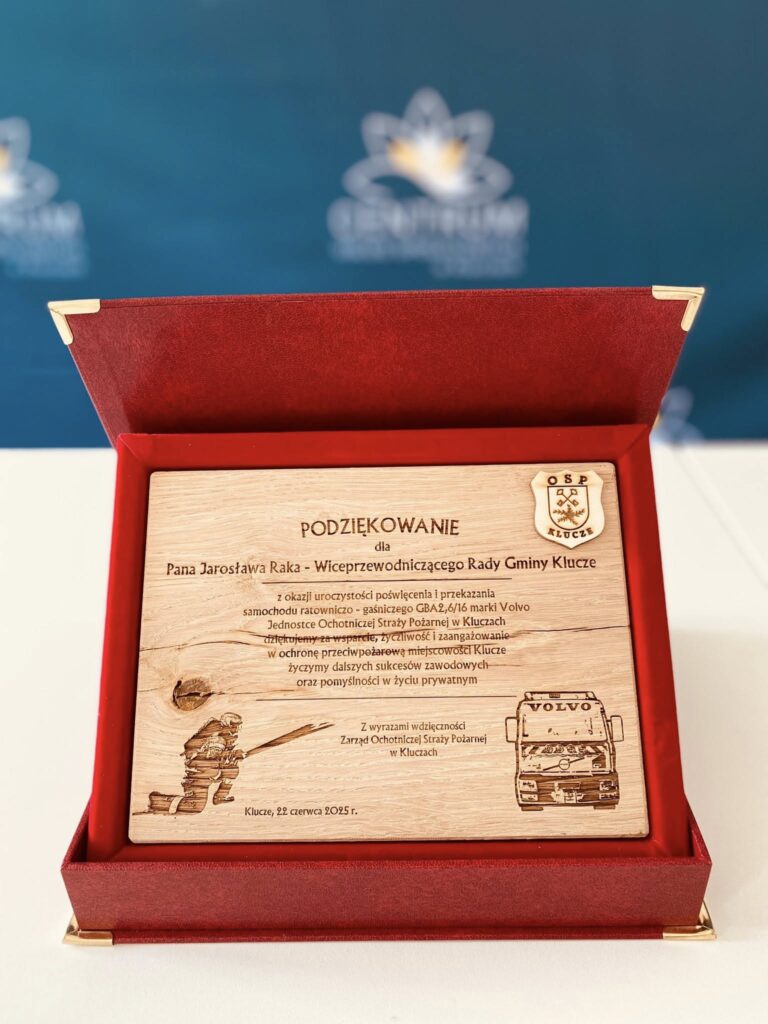 CENTRUM
OSP
KLUCZE
PODZIĘKOWANIE
dla
Pana Jarosława Raka - Wiceprzewodniczącego Rady Gminy Klucze
z okazji uroczystości poświęcenia i przekazania
samochodu ratowniczo - gaśniczego GBA2,6/16 marki Volvo
Jednostce Ochotniczej Straży Pożarnej w Kluczach
dziękujemy za wsparcie, życzliwość i zaangażowanie
w ochronę przeciwpożarową miejscowości Klucze
życzymy dalszych sukcesów zawodowych
oraz pomyślności w życiu prywatnym
Z wyrazami wdzięczności
Zarząd Ochotniczej Straży Pożarnej
w Kluczach
VOLVO
Klucze, 22 czerwca 2025 r.